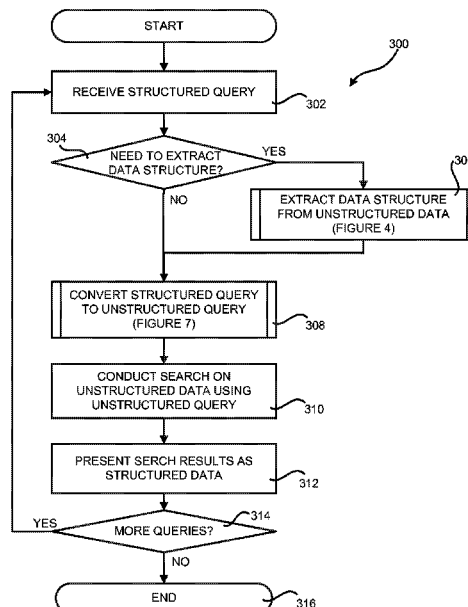 START
300
RECEIVE STRUCTURED QUERY
302
304
NEED TO EXTRACT
DATA STRUCTURE?
YES
NO
30
EXTRACT DATA STRUCTURE
FROM UNSTRUCTURED DATA
(FIGURE 4)
CONVERT STRUCTURED QUERY
TO UNSTRUCTURED QUERY
(FIGURE 7)
308
CONDUCT SEARCH ON
UNSTRUCTURED DATA USING
UNSTRUCTURED QUERY
310
PRESENT SERCH RESULTS AS
STRUCTURED DATA
312
YES
MORE QUERIES?
314
NO
END
316